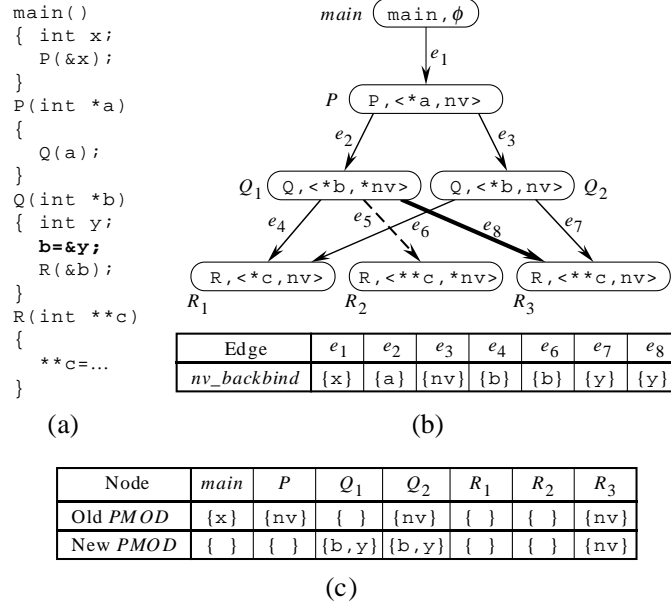 main()
{ int x;
P(&x);
}
P(int *a)
{
Q(a);
}
Q(int *b)
{ int y;
b=&y;
R(&b);
}
R(int **c)
{
**c=…
}
(a)
main main,ϕ
e1
P P,<*a,nv>
e2 e3
Q1 Q,<*b,*nv> Q,<*b,nv> Q2
e4 e5 e6 e8 e7
R,<*c,nv> R,<**c,*nv> R,<**c,nv>
R1 R2 R3
Edge e1 e2 e3 e4 e6 e7 e8
nv_backbind {x} {a} {nv} {b} {b} {y} {y}
(b)
Node main P Q1 Q2 R1 R2 R3
Old PMOD {x} {nv} { } {nv} { } { } {nv}
New PMOD { } { } {b,y} {b,y} { } { } {nv}
(c)